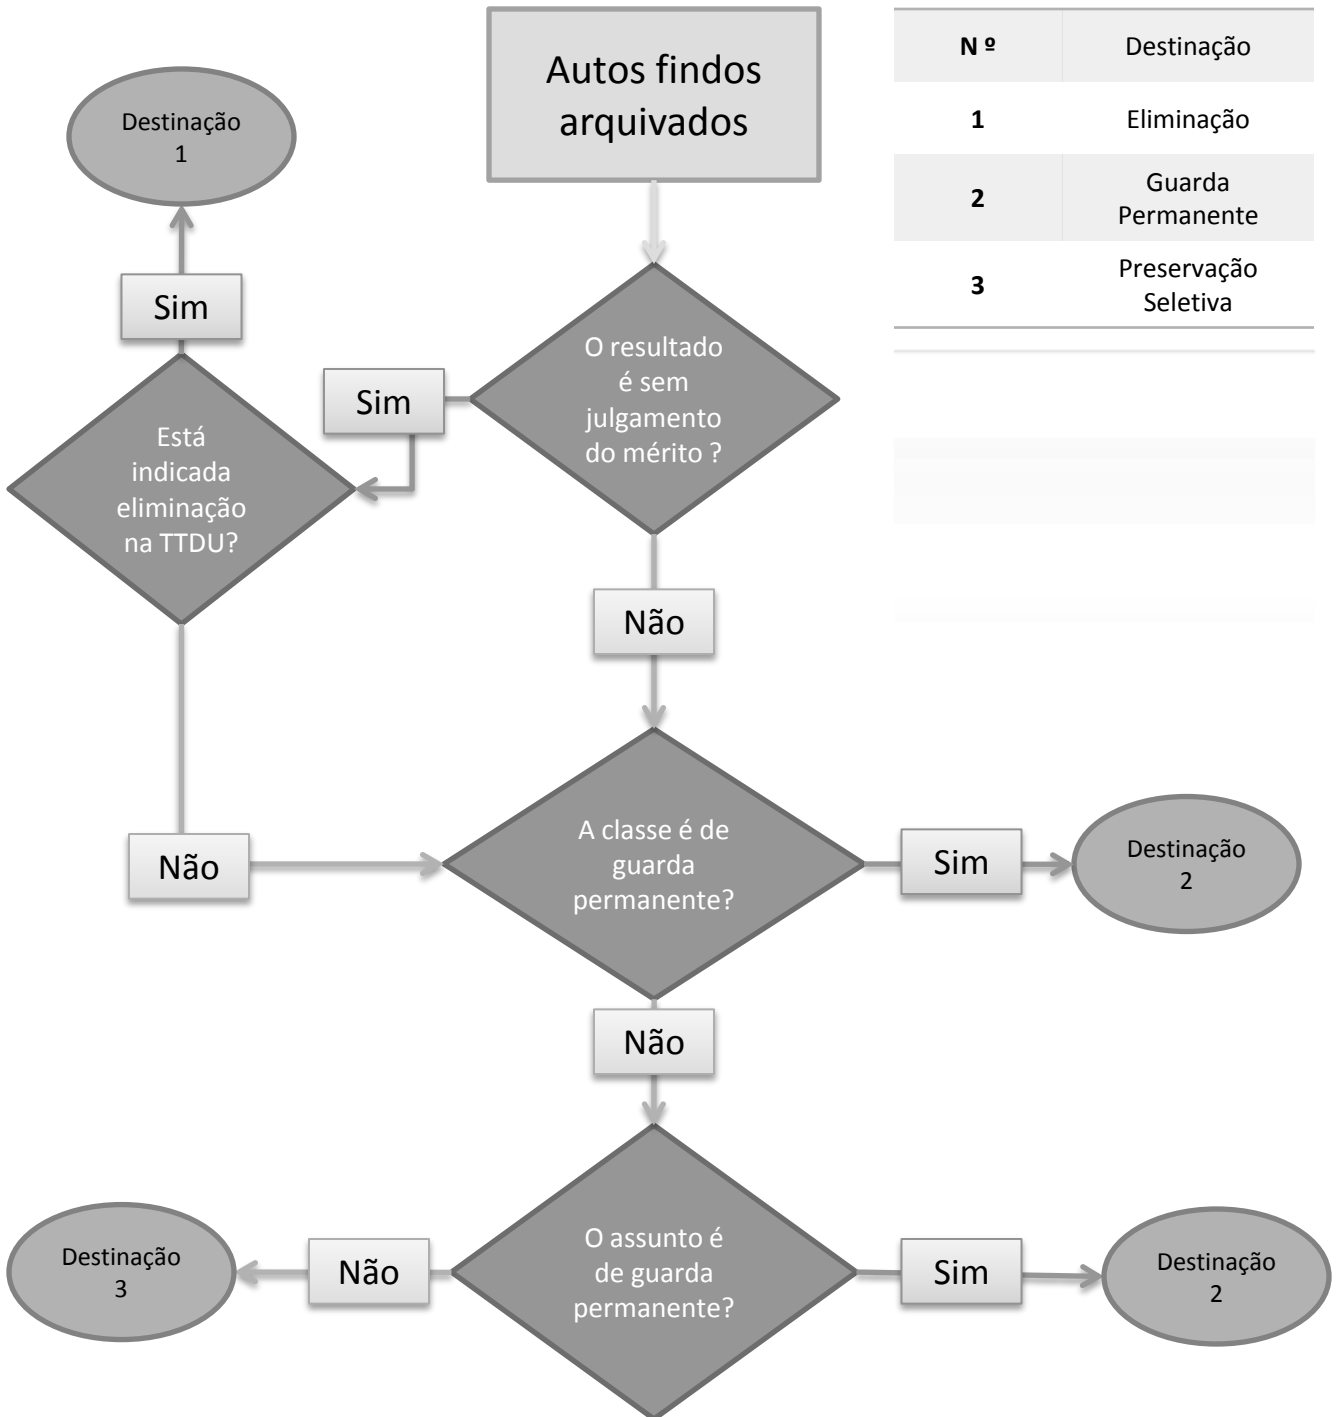 Autos findos
arquivados
N º Destinação
1 Eliminação
2 Guarda
Permanente
3 Preservação
Seletiva
Destinação
1
Sim
Está
indicada
eliminação
na TTDU?
Sim
O resultado
é sem
julgamento
do mérito ?
Não
Não
A classe é de
guarda
permanente?
Sim
Destinação
2
Não
Destinação
3
Não
O assunto é
de guarda
permanente?
Sim
Destinação
2